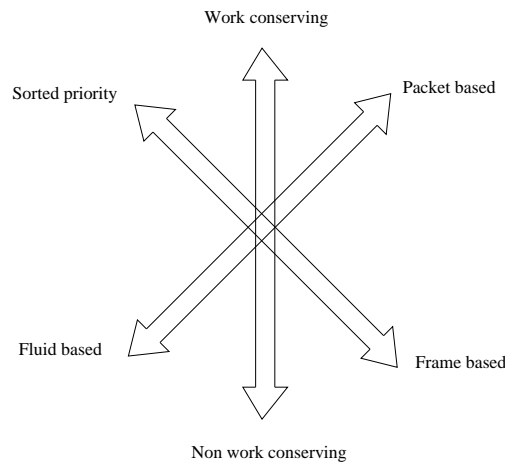 Work conserving
Sorted priority
Packet based
Fluid based
Frame based
Non work conserving